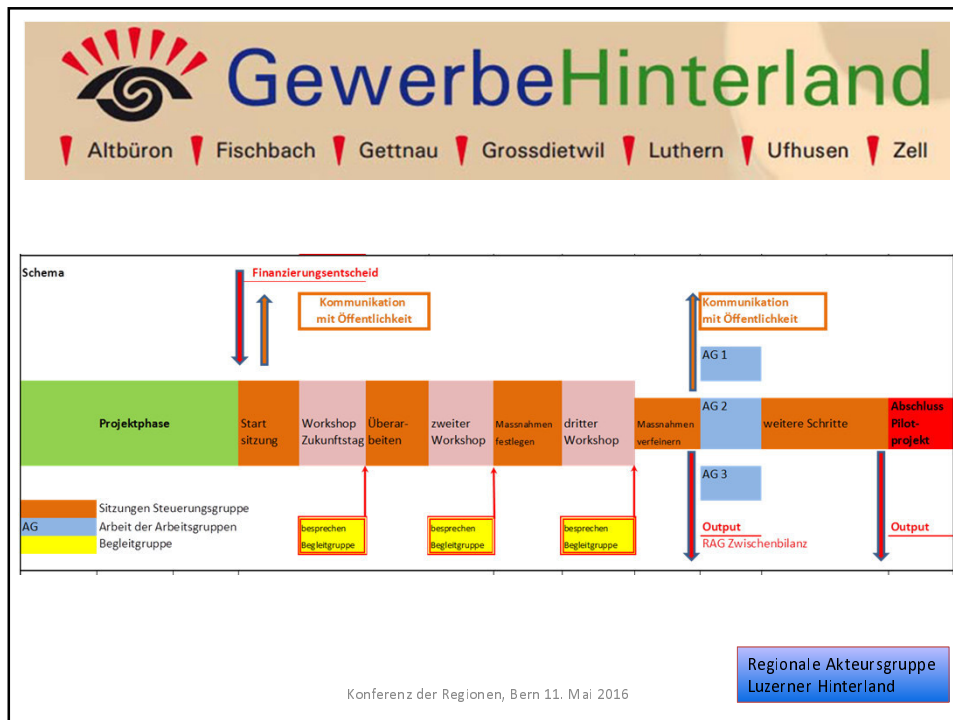 GewerbeHinterland
Altbüron Fischbach Gettnau Grossdietwil Luthern Ufhusen Zell
Schema
Finanzierungsentscheid
Kommunikation
mit Öffentlichkeit
Kommunikation
mit Öffentlichkeit
AG 1
Projektphase
Start
sitzung
Workshop
Zukunftstag
Überar-
beiten
zweiter
Workshop
Massnahmen
festlegen
dritter
Workshop
Massnahmen
verfeinern
AG 2
weitere Schritte
Abschluss
Pilot-
projekt
AG 3
Sitzungen Steuerungsgruppe
AG Arbeit der Arbeitsgruppen
Begleitgruppe
besprechen
Begleitgruppe
besprechen
Begleitgruppe
besprechen
Begleitgruppe
Output
RAG Zwischenbilanz
Output
Konferenz der Regionen, Bern 11. Mai 2016
Regionale Akteursgruppe
Luzerner Hinterland